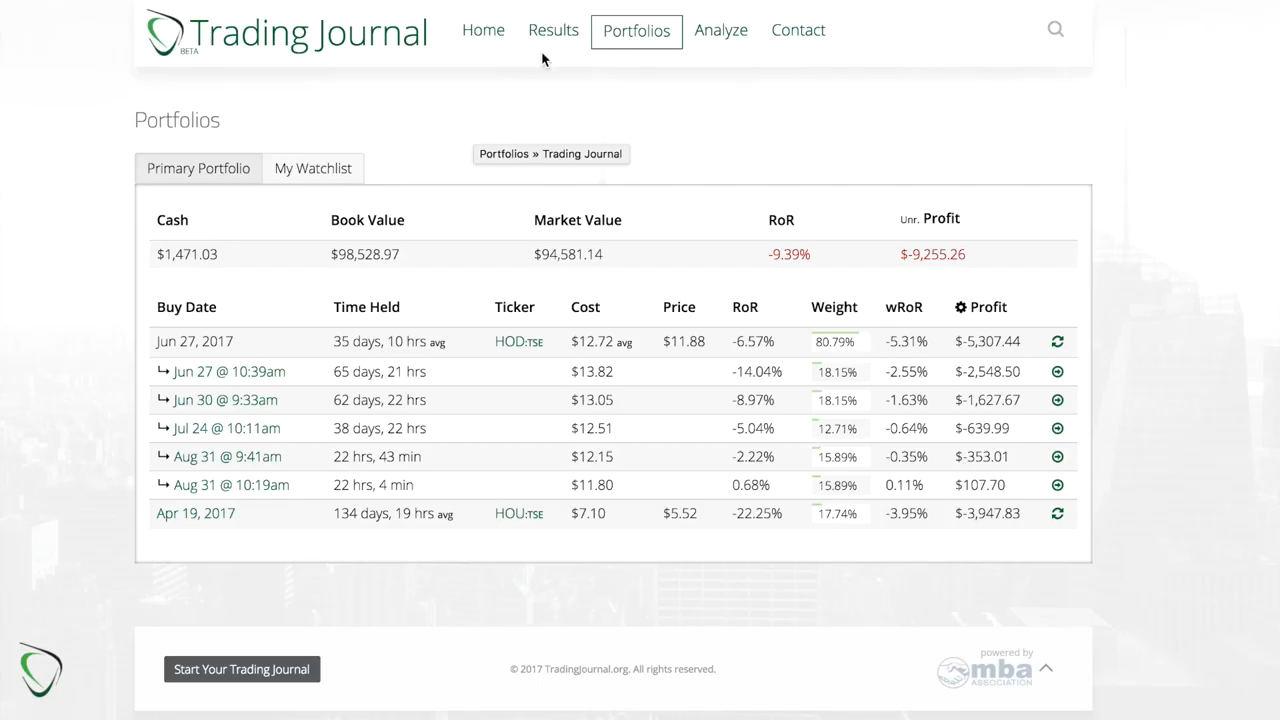 Trading Journal
BETA
Home Results Portfolios Analyze Contact
Portfolios
Portfolios » Trading Journal
Primary Portfolio My Watchlist
Cash Book Value Market Value RoR Unr. Profit
$1,471.03 $98,528.97 $94,581.14 -9.39% $-9,255.26
Buy Date Time Held Ticker Cost Price RoR Weight wRoR Profit
Jun 27, 2017 35 days, 10 hrs avg HOD:TSE $12.72 avg $11.88 -6.57% 80.79% -5.31% $-5,307.44
Jun 27 @ 10:39am 65 days, 21 hrs $13.82 -14.04% 18.15% -2.55% $-2,548.50
Jun 30 @ 9:33am 62 days, 22 hrs $13.05 -8.97% 18.15% -1.63% $-1,627.67
Jul 24 @ 10:11am 38 days, 22 hrs $12.51 -5.04% 12.71% -0.64% $-639.99
Aug 31 @ 9:41am 22 hrs, 43 min $12.15 -2.22% 15.89% -0.35% $-353.01
Aug 31 @ 10:19am 22 hrs, 4 min $11.80 0.68% 15.89% 0.11% $107.70
Apr 19, 2017 134 days, 19 hrs avg HOU:TSE $7.10 $5.52 -22.25% 17.74% -3.95% $-3,947.83
Start Your Trading Journal
© 2017 TradingJournal.org. All rights reserved.
powered by
mba
ASSOCIATION